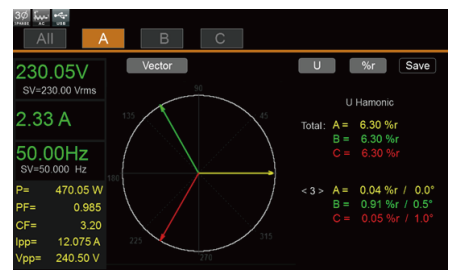 3Ø AC USB
All A B C
230.05V
SV=230.00 Vrms
2.33 A
50.00Hz
SV=50.000 Hz
P= 470.05 W
PF= 0.985
CF= 3.20
Ipp= 12.075 A
Vpp= 240.50 V
Vector
90
135 45
180
225 315
270
U %r Save
U Hamonic
Total: A = 6.30 %r
B = 6.30 %r
C = 6.30 %r
< 3 > A = 0.04 %r / 0.0°
B = 0.91 %r / 0.5°
C = 0.05 %r / 1.0°